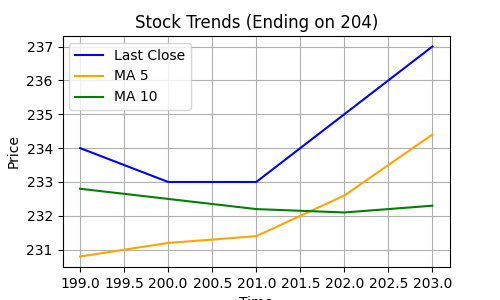 Stock Trends (Ending on 204)
Last Close
MA 5
MA 10
Price
237
236
235
234
233
232
231
199.0 199.5 200.0 200.5 201.0 201.5 202.0 202.5 203.0
Time